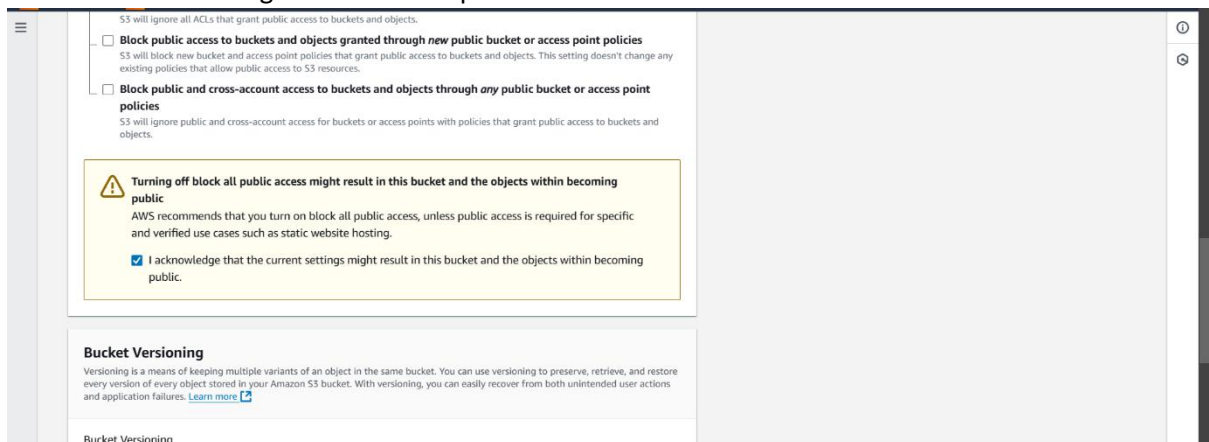 S3 will ignore all ACLs that grant public access to buckets and objects.
Block public access to buckets and objects granted through new public bucket or access point policies
S3 will block new bucket and access point policies that grant public access to buckets and objects. This setting doesn't change any
existing policies that allow public access to S3 resources.
Block public and cross-account access to buckets and objects through any public bucket or access point
policies
S3 will ignore public and cross-account access for buckets or access points with policies that grant public access to buckets and
objects.
Turning off block all public access might result in this bucket and the objects within becoming
public
AWS recommends that you turn on block all public access, unless public access is required for specific
and verified use cases such as static website hosting.
I acknowledge that the current settings might result in this bucket and the objects within becoming
public.
Bucket Versioning
Versioning is a means of keeping multiple variants of an object in the same bucket. You can use versioning to preserve, retrieve, and restore
every version of every object stored in your Amazon S3 bucket. With versioning, you can easily recover from both unintended user actions
and application failures. Learn more
Bucket Versioning